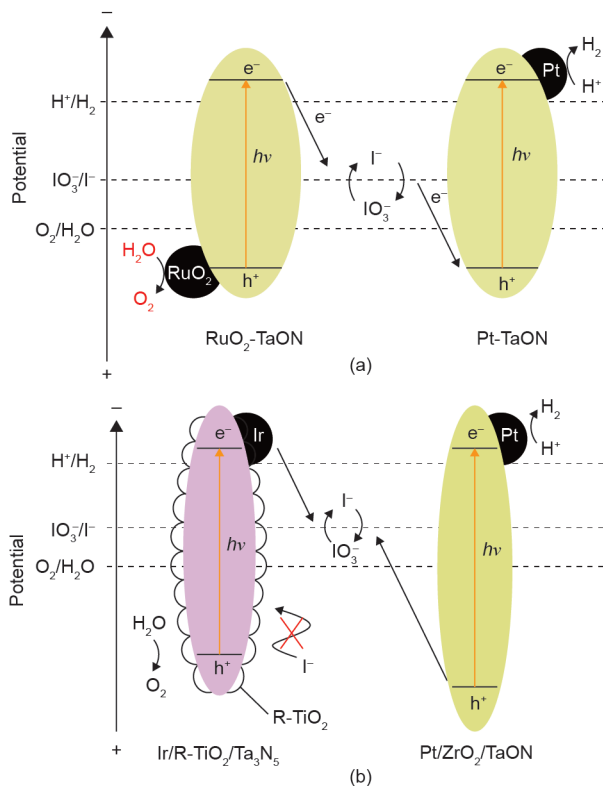 −
H⁺/H₂
IO₃⁻/I⁻
O₂/H₂O
Potential
+
e⁻
hν
h⁺
H₂O
RuO₂
O₂
RuO₂-TaON
e⁻
I⁻
IO₃⁻
e⁻
e⁻
hν
h⁺
Pt
H₂
H⁺
Pt-TaON
(a)
−
H⁺/H₂
IO₃⁻/I⁻
O₂/H₂O
Potential
+
e⁻
Ir
hν
h⁺
H₂O
O₂
I⁻
R-TiO₂
Ir/R-TiO₂/Ta₃N₅
I⁻
IO₃⁻
e⁻
Pt
H₂
H⁺
hν
h⁺
Pt/ZrO₂/TaON
(b)